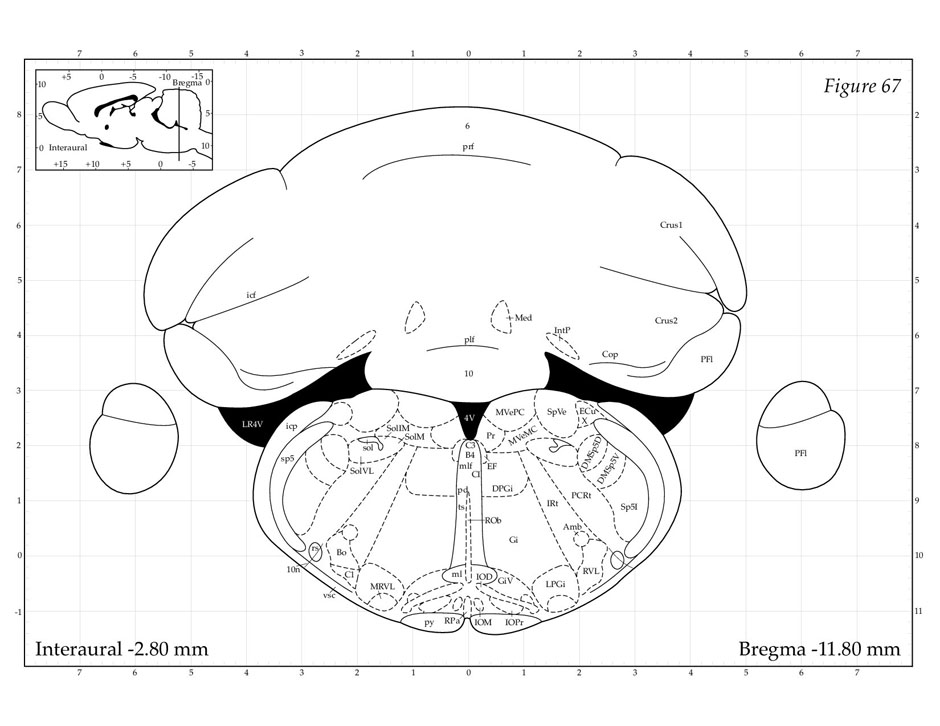 7 6 5 4 3 2 1 0 1 2 3 4 5 6 7
+5 0 -5 -10 -15
Bregma
Figure 67
10 0
5 5
0 Interaural 10
+15 +10 +5 0 -5
8 2
6
prf
7 3
6 Crus1 4
5 5
icf
Med
Crus2
IntP
4 6
plf
Cop PFl
10
3 7
LR4V icp 4V MVePC SpVe ECu
X
SolIM
SolM Pr MVeMC
2 sol C3 8
sp5 B4 DMSp5D PFl
SolVL mlf EF DMSp5V
CI
1 pd DPGi PCRt 9
ts IRt Sp5I
ROb
Amb
Gi
rs Bo
0 10
10n CI ml IOD GiV RVL
MRVL LPGi
vsc
-1 11
py RPa IOM IOPr
Interaural -2.80 mm Bregma -11.80 mm
7 6 5 4 3 2 1 0 1 2 3 4 5 6 7